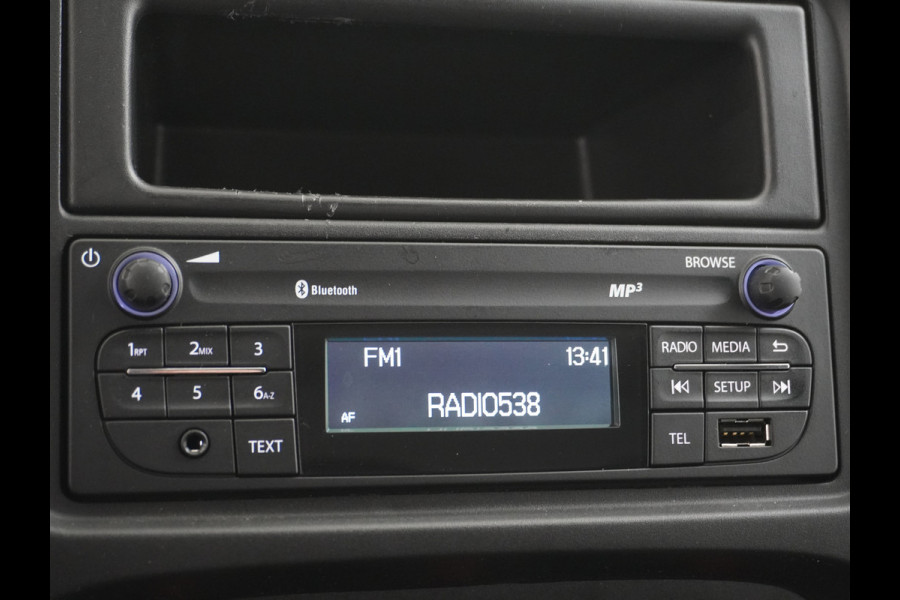 BROWSE
Bluetooth
MP3
1RPT 2MIX 3
4 5 6A-Z
TEXT
FM1 13:41
RADIO538
AF
RADIO MEDIA
SETUP
TEL